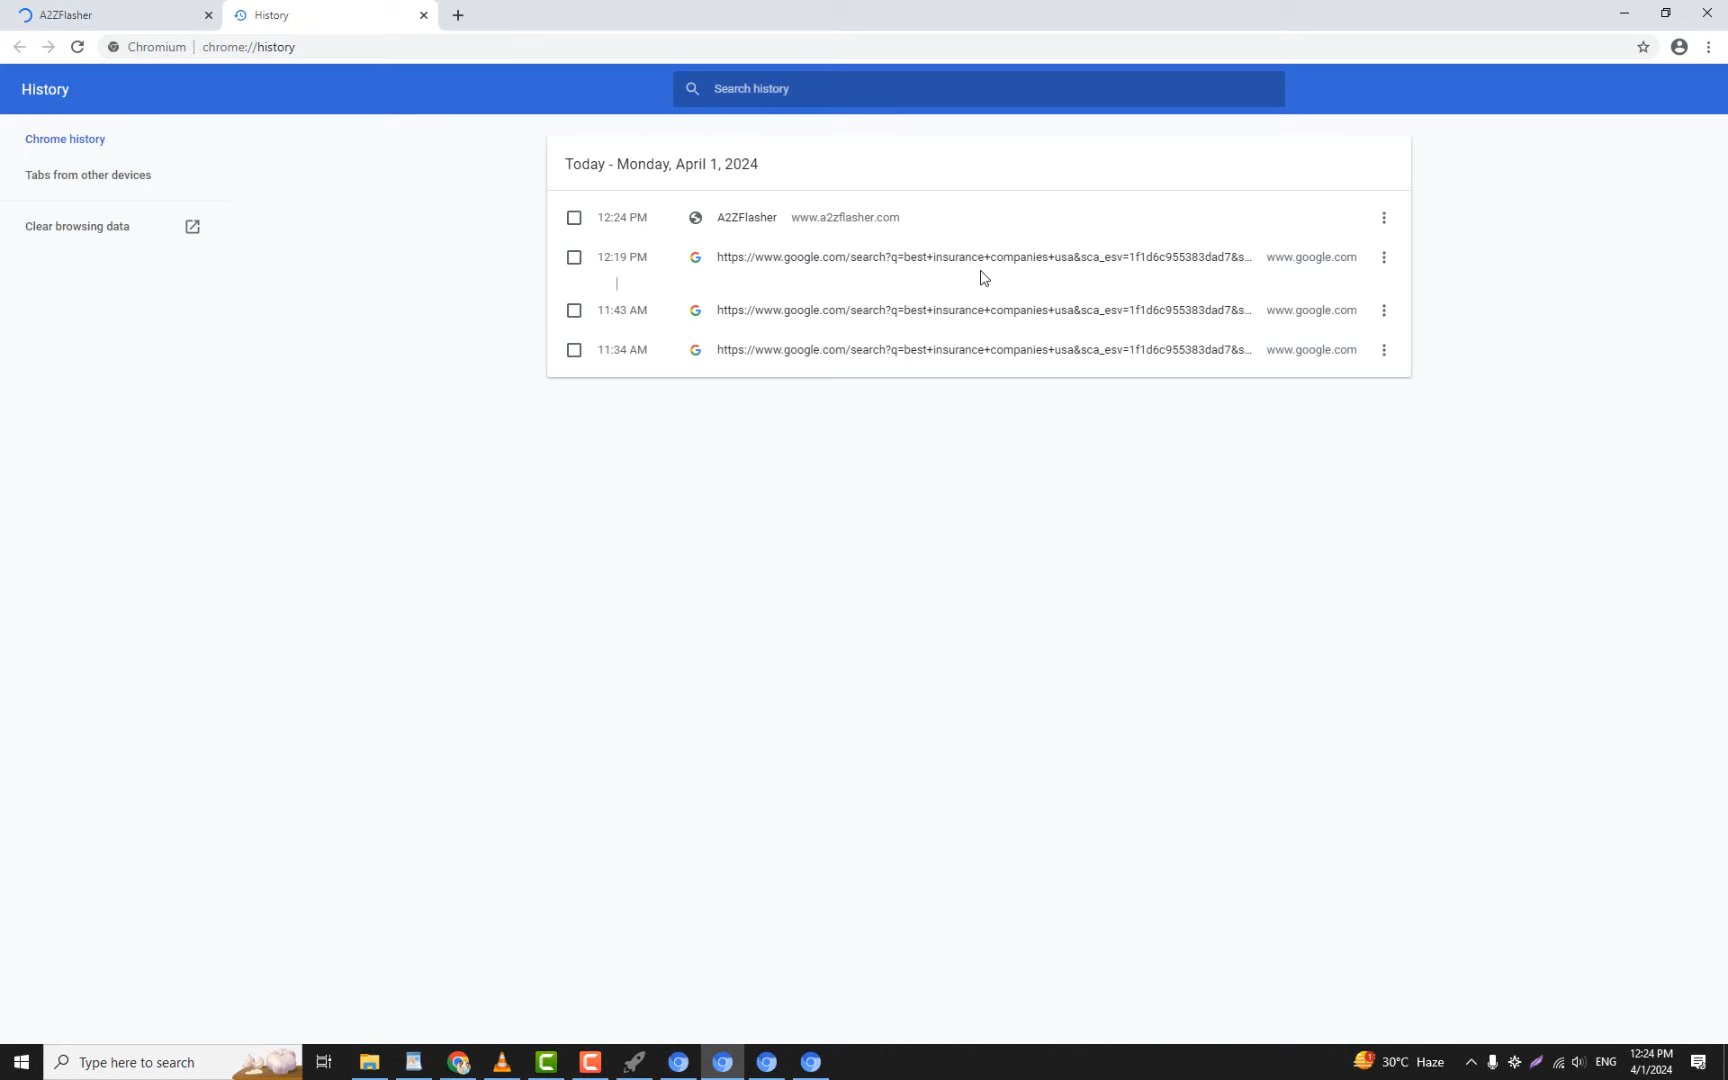 A2ZFlasher
History
Chromium | chrome://history
History
Search history
Chrome history
Tabs from other devices
Clear browsing data
Today - Monday, April 1, 2024
12:24 PM A2ZFlasher www.a2zflasher.com
12:19 PM https://www.google.com/search?q=best+insurance+companies+usa&sca_esv=1f1d6c955383dad7&s... www.google.com
11:43 AM https://www.google.com/search?q=best+insurance+companies+usa&sca_esv=1f1d6c955383dad7&s... www.google.com
11:34 AM https://www.google.com/search?q=best+insurance+companies+usa&sca_esv=1f1d6c955383dad7&s... www.google.com
Type here to search
30°C Haze
ENG
12:24 PM
4/1/2024